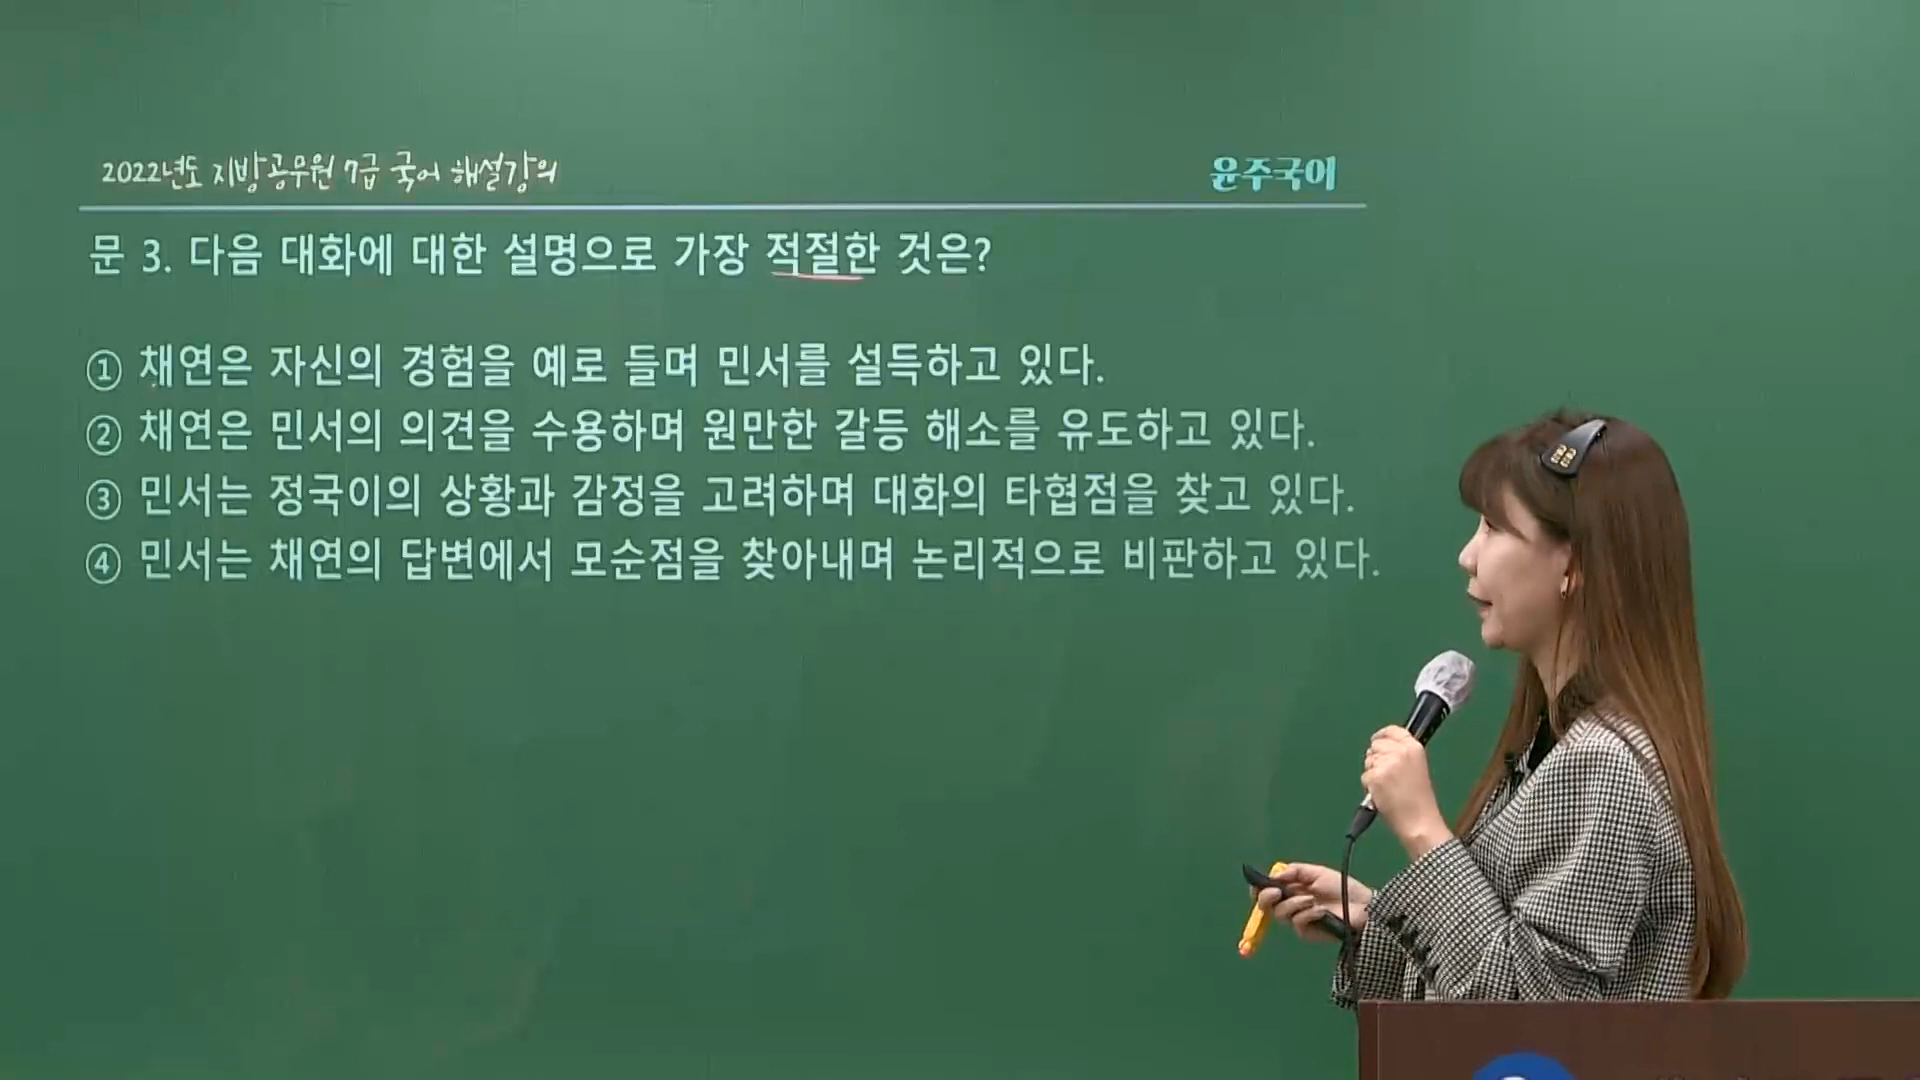 2022년도 지방공무원 7급 국어 해설강의
윤주국어
문 3. 다음 대화에 대한 설명으로 가장 적절한 것은?
① 채연은 자신의 경험을 예로 들며 민서를 설득하고 있다.
② 채연은 민서의 의견을 수용하며 원만한 갈등 해소를 유도하고 있다.
③ 민서는 정국이의 상황과 감정을 고려하며 대화의 타협점을 찾고 있다.
④ 민서는 채연의 답변에서 모순점을 찾아내며 논리적으로 비판하고 있다.